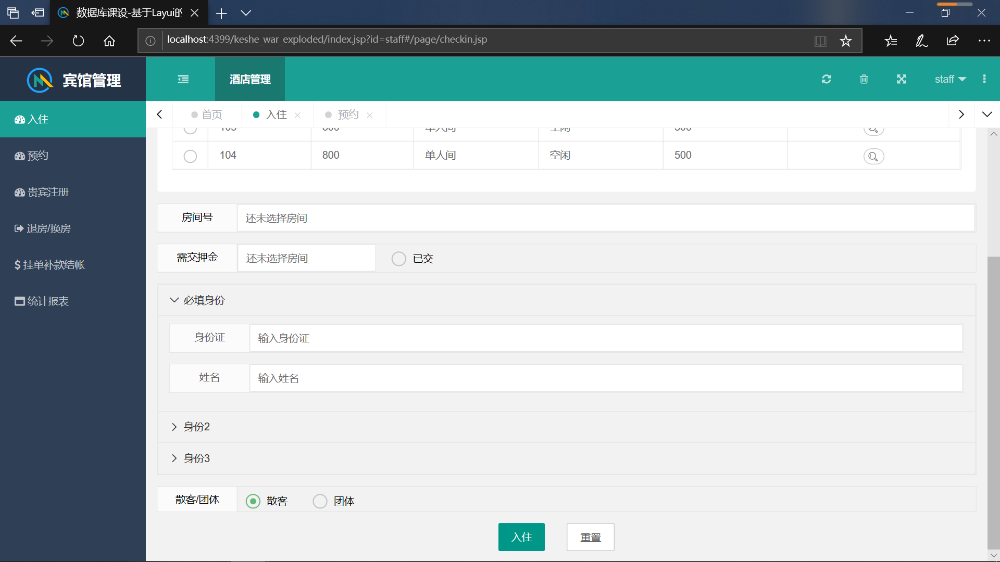 数据库课设-基于Layui的
localhost:4399/keshe_war_exploded/index.jsp?id=staff#/page/checkin.jsp
宾馆管理
酒店管理
staff
入住
预约
贵宾注册
退房/换房
挂单补款结帐
统计报表
首页
入住
预约
104 800 单人间 空闲 500
房间号 还未选择房间
需交押金 还未选择房间 已交
必填身份
身份证 输入身份证
姓名 输入姓名
身份2
身份3
散客/团体 散客 团体
入住 重置